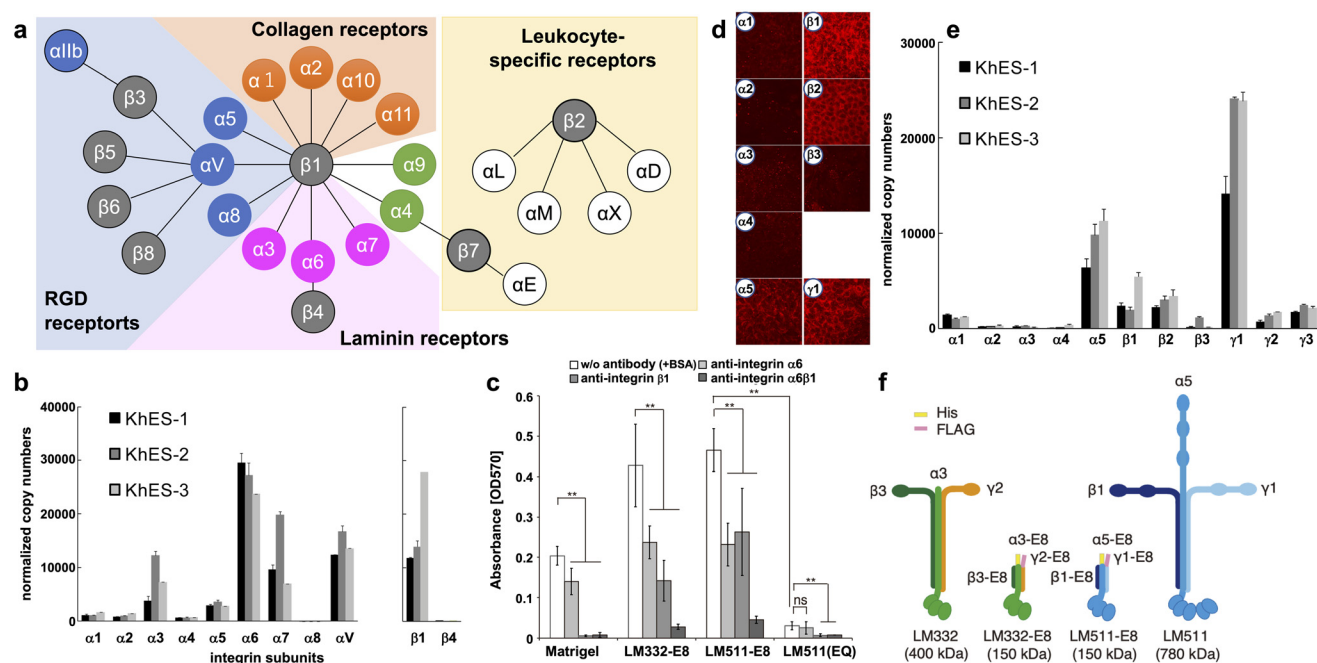 a
Collagen receptors
Leukocyte-
specific receptors
αIIb
β3
α5
α1
α2
α10
α11
β5
αV
β1
α9
β2
αL
αD
αM
αX
β6
α8
α4
β8
α3
α6
α7
β7
αE
β4
RGD
receptorts
Laminin receptors
b
normalized copy numbers
40000
30000
20000
10000
0
KhES-1
KhES-2
KhES-3
α1 α2 α3 α4 α5 α6 α7 α8 αV β1 β4
integrin subunits
c
w/o antibody (+BSA)
anti-integrin α6
anti-integrin β1
anti-integrin α6β1
Absorbance [OD570]
0.6
0.5
0.4
0.3
0.2
0.1
0
**
**
**
**
**
ns
Matrigel LM332-E8 LM511-E8 LM511(EQ)
d
α1 β1
α2 β2
α3 β3
α4
α5 γ1
e
normalized copy numbers
30000
20000
10000
0
KhES-1
KhES-2
KhES-3
α1 α2 α3 α4 α5 β1 β2 β3 γ1 γ2 γ3
f
His
FLAG
α5
α3
β3
γ2
β1
γ1
α3-E8
γ2-E8
β3-E8
α5-E8
γ1-E8
β1-E8
LM332
(400 kDa)
LM332-E8
(150 kDa)
LM511-E8
(150 kDa)
LM511
(780 kDa)